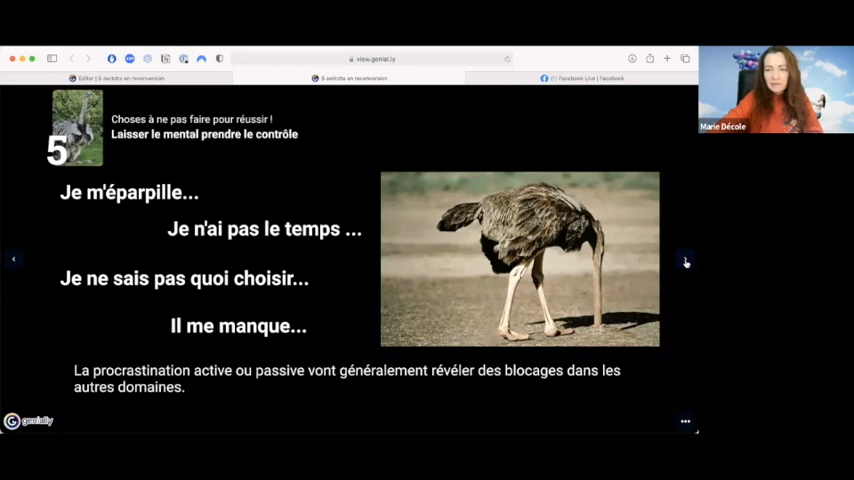 view.genial.ly
Editor | 5 switchs en reconversion
5 switchs en reconversion
(1) Facebook Live | Facebook
Marie Décole
Choses à ne pas faire pour réussir !
Laisser le mental prendre le contrôle
5
Je m'éparpille...
Je n'ai pas le temps ...
Je ne sais pas quoi choisir...
Il me manque...
La procrastination active ou passive vont généralement révéler des blocages dans les
autres domaines.
genially